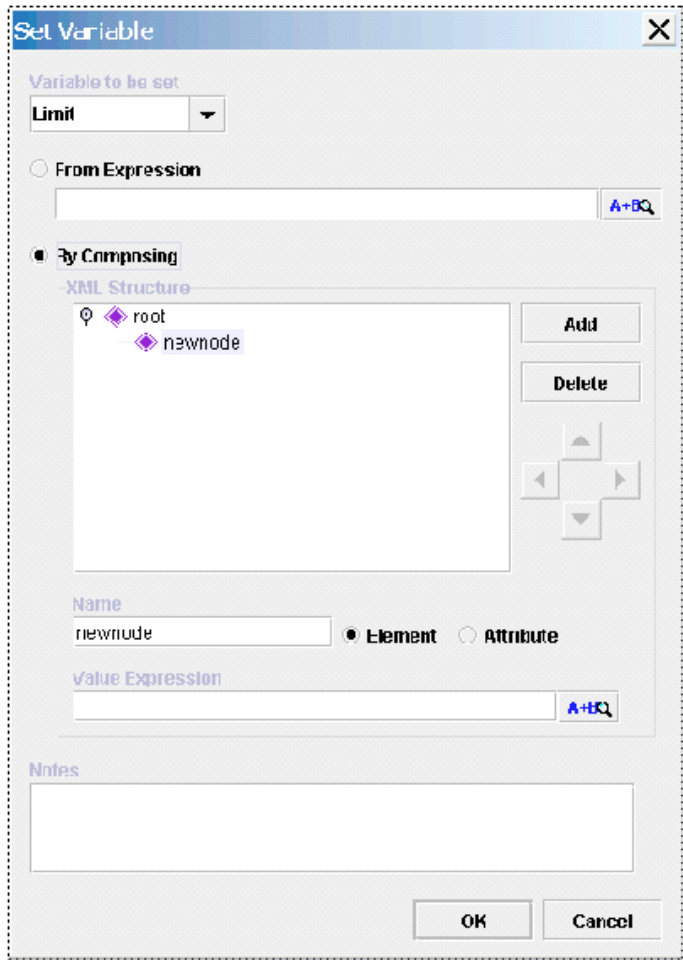 Set Variable
Variable to be set
Limit
From Expression
A+B
By Composing
XML Structure
root
newnode
Add
Delete
Name
newnode
Element Attribute
Value Expression
A+B
Notes
OK Cancel